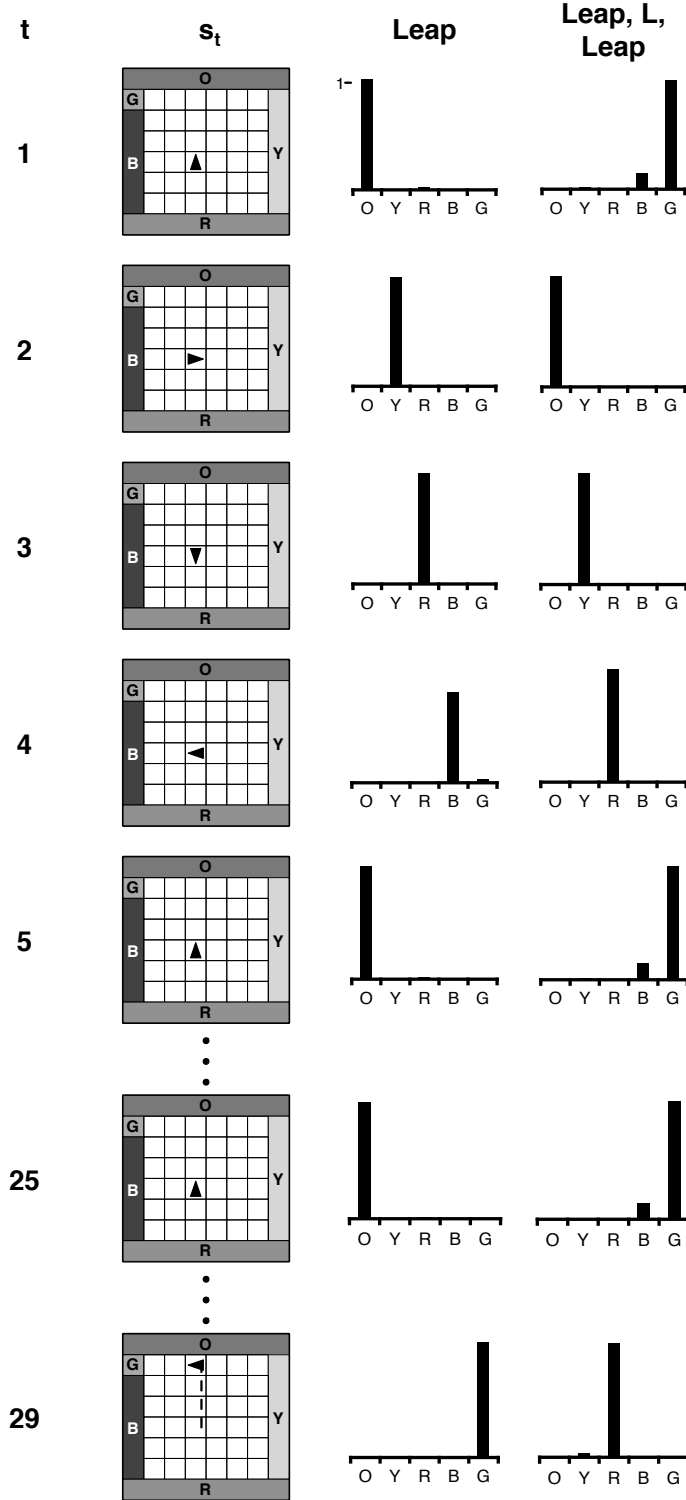 t s_t Leap Leap, L, Leap
O
G
1 B Y
R
1–
O Y R B G
O Y R B G
O
G
2 B Y
R
O Y R B G
O Y R B G
O
G
3 B Y
R
O Y R B G
O Y R B G
O
G
4 B Y
R
O Y R B G
O Y R B G
O
G
5 B Y
R
O Y R B G
O Y R B G
O
G
25 B Y
R
O Y R B G
O Y R B G
O
G
29 B Y
R
O Y R B G
O Y R B G